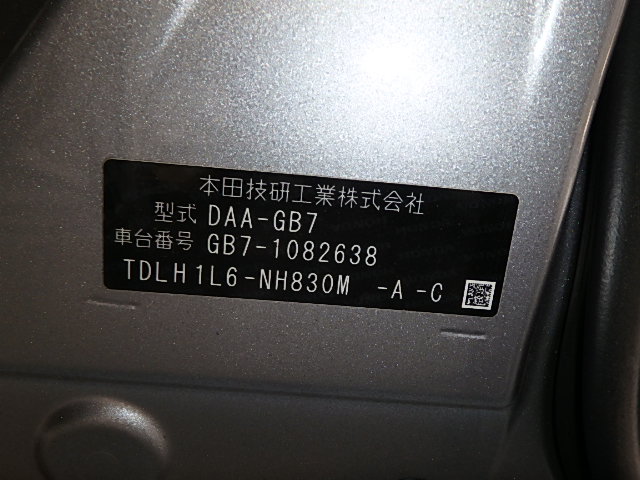 本田技研工業株式会社
型式 DAA-GB7
車台番号 GB7-1082638
TDLH1L6-NH830M -A -C